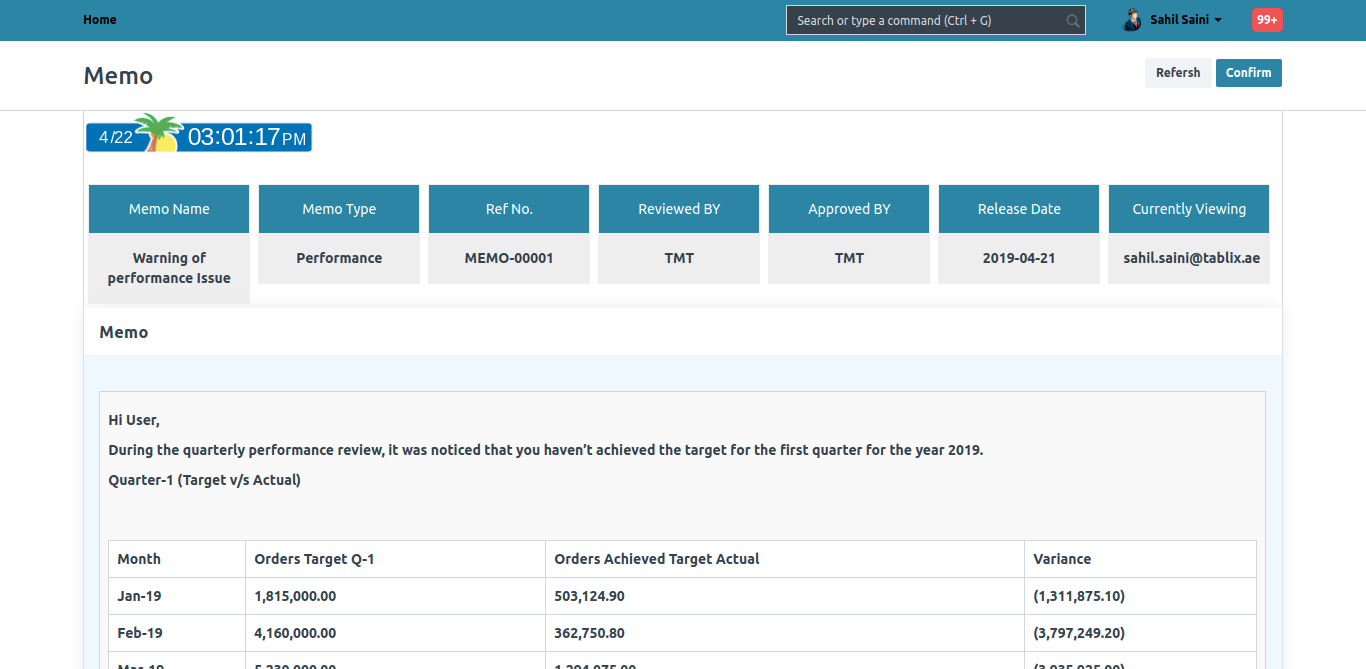 Home
Search or type a command (Ctrl + G)
Sahil Saini
99+
Memo
Refersh
Confirm
4/22
03:01:17PM
Memo Name
Memo Type
Ref No.
Reviewed BY
Approved BY
Release Date
Currently Viewing
Warning of
performance Issue
Performance
MEMO-00001
TMT
TMT
2019-04-21
sahil.saini@tablix.ae
Memo
Hi User,
During the quarterly performance review, it was noticed that you haven’t achieved the target for the first quarter for the year 2019.
Quarter-1 (Target v/s Actual)
Month Orders Target Q-1 Orders Achieved Target Actual Variance
Jan-19 1,815,000.00 503,124.90 (1,311,875.10)
Feb-19 4,160,000.00 362,750.80 (3,797,249.20)